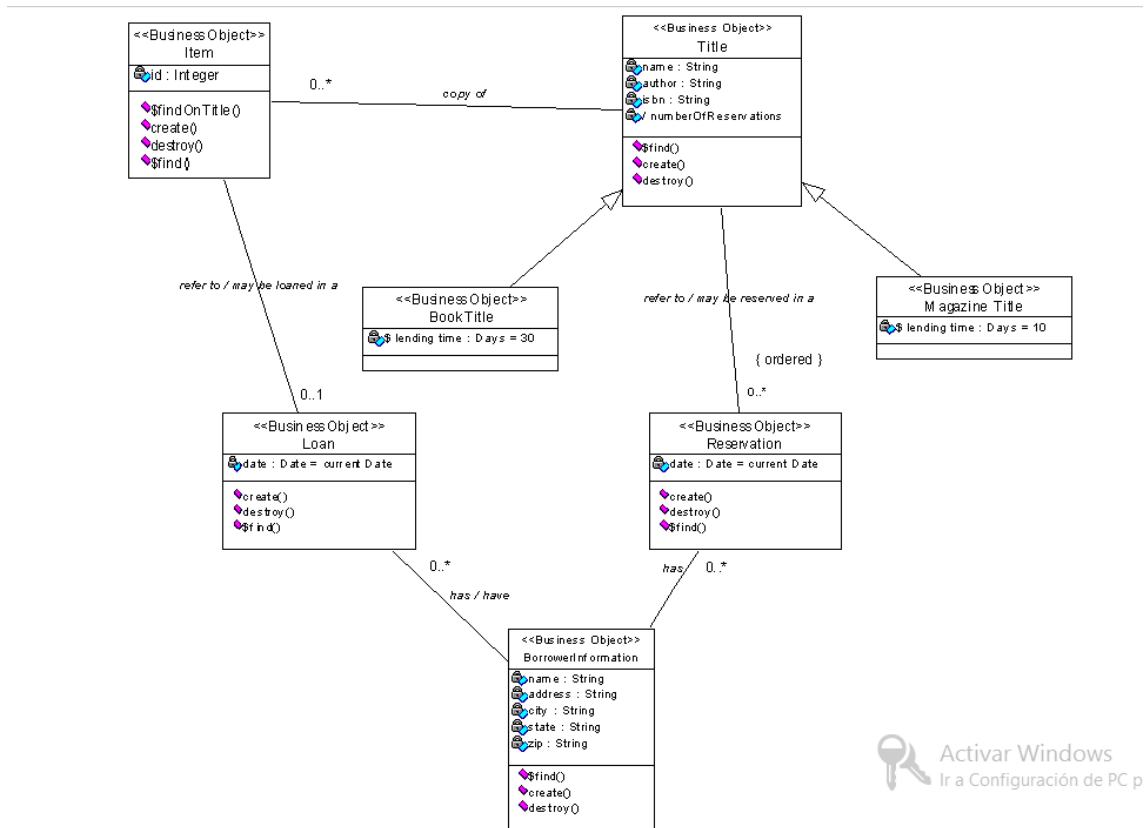 <<Business Object>>
Item
id : Integer
$findOnTitle()
create()
destroy()
$find()
0..*
copy of
<<Business Object>>
Title
name : String
author : String
isbn : String
/ numberOfReservations
$find()
create()
destroy()
refer to / may be loaned in a
<<Business Object>>
BookTitle
$ lending time : Days = 30
refer to / may be reserved in a
<<Business Object>>
Magazine Title
$ lending time : Days = 10
{ ordered }
0..1
0..*
<<Business Object>>
Loan
date : Date = current Date
create()
destroy()
$find()
<<Business Object>>
Reservation
date : Date = current Date
create()
destroy()
$find()
0..*
has / have
has
0..*
<<Business Object>>
BorrowerInformation
name : String
address : String
city : String
state : String
zip : String
$find()
create()
destroy()
Activar Windows
Ir a Configuración de PC p